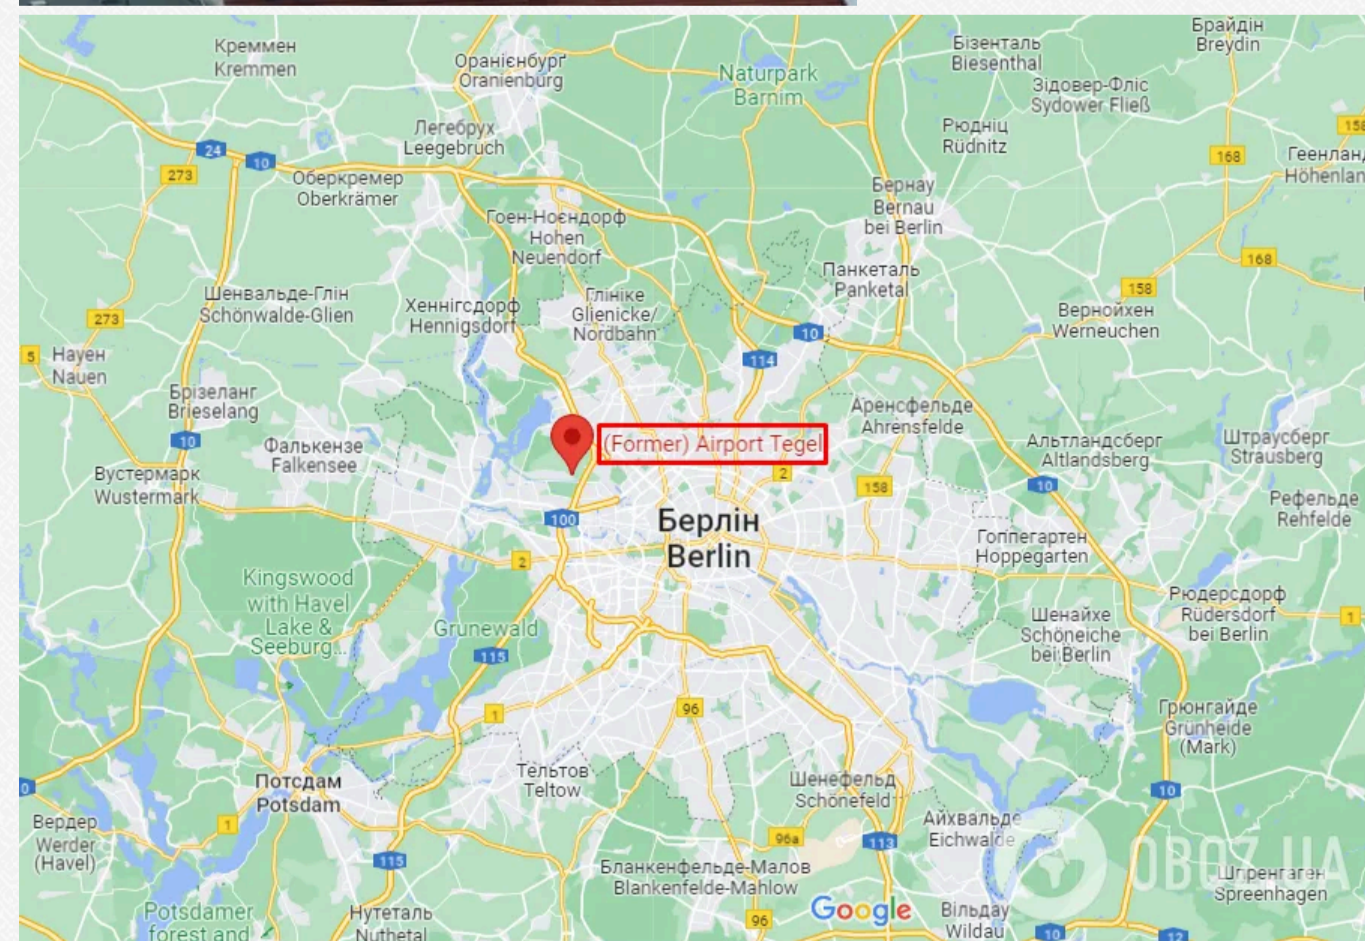 Креммен
Kremmen
Оранієнбург
Oranienburg
Бізенталь
Biesenthal
Брайдін
Breydin
Naturpark
Barnim
Зідовер-Фліс
Sydower Fließ
Легебрух
Leegebruch
Рюдніц
Rüdnitz
158
24
10
273
168
Геенланд
Höhenlan
Оберкремер
Oberkrämer
Бернау
Bernau
bei Berlin
Гоен-Ноєндорф
Hohen
Neuendorf
168
Панкеталь
Panketal
158
Шенвальде-Глін
Schönwalde-Glien
Хеннігсдорф
Hennigsdorf
Глініке
Glienicke/
Nordbahn
Вернойхен
Werneuchen
273
10
5
Науен
Nauen
114
Брізеланг
Brieselang
Аренсфельде
Ahrensfelde
10
Фалькензе
Falkensee
(Former) Airport Tegel
Альтландсберг
Altlandsberg
Штраусберг
Strausberg
Вустермарк
Wustermark
2
158
10
Рефельде
Rehfelde
100
Берлін
Berlin
Гоппегартен
Hoppegarten
2
Kingswood
with Havel
Lake &
Seeburg...
Grunewald
115
Рюдерсдорф
Rüdersdorf
bei Berlin
1
Шенайхе
Schöneiche
bei Berlin
1
96
Грюнгайде
Grünheide
(Mark)
Потсдам
Potsdam
Тельтов
Teltow
Шенефельд
Schönefeld
10
0
Вердер
Werder
(Havel)
1
115
96a
113
Айхвальде
Eichwalde
OBOZ.UA
Бланкенфельде-Малов
Blankenfelde-Mahlow
Шпренгаген
Spreenhagen
Potsdamer
forest and
Нутеталь
Nuthetal
96
Google
Вільдау
Wildau
10
12